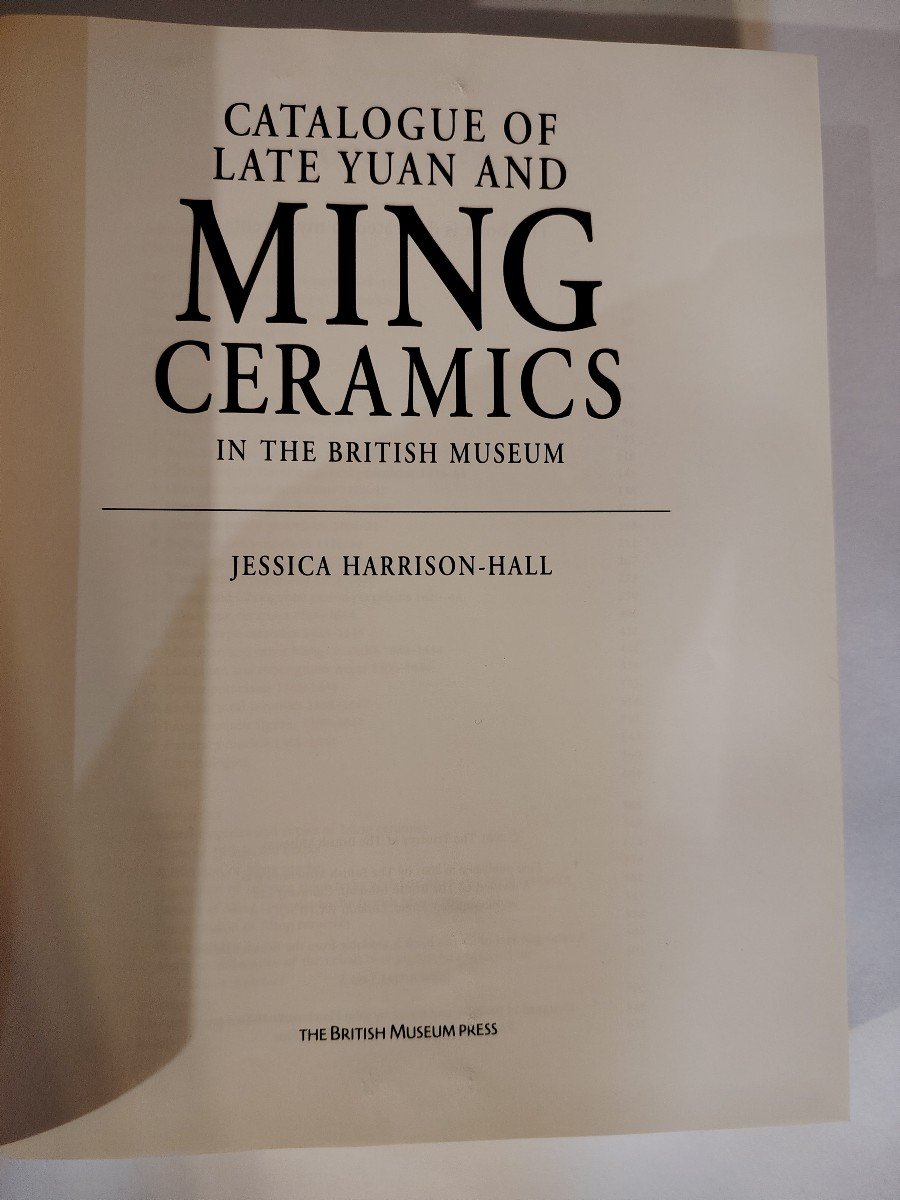 CATALOGUE OF
LATE YUAN AND
MING
CERAMICS
IN THE BRITISH MUSEUM
JESSICA HARRISON-HALL
THE BRITISH MUSEUM PRESS